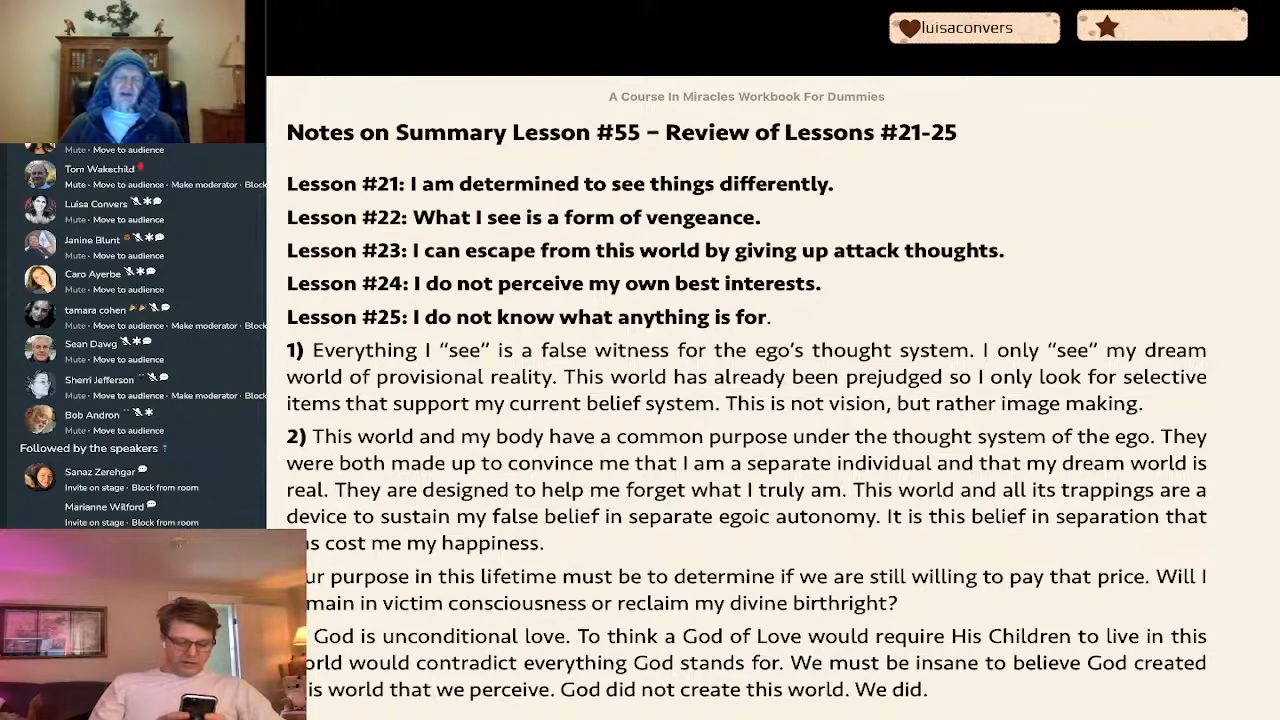 luisaconvers
Mute · Move to audience
Tom Wakechild
Mute · Move to audience · Make moderator · Block
Luisa Convers
Mute · Move to audience
Janine Blunt
Mute · Move to audience
Caro Ayerbe
Mute · Move to audience
tamara cohen
Mute · Move to audience · Make moderator · Block
Sean Dawg
Mute · Move to audience
Sherri Jefferson
Mute · Move to audience · Make moderator · Block
Bob Andron
Mute · Move to audience
Followed by the speakers ↑
Sanaz Zerehgar
Invite on stage · Block from room
Marianne Wilford
Invite on stage · Block from room
A Course In Miracles Workbook For Dummies
Notes on Summary Lesson #55 – Review of Lessons #21-25
Lesson #21: I am determined to see things differently.
Lesson #22: What I see is a form of vengeance.
Lesson #23: I can escape from this world by giving up attack thoughts.
Lesson #24: I do not perceive my own best interests.
Lesson #25: I do not know what anything is for.
1) Everything I “see” is a false witness for the ego’s thought system. I only “see” my dream
world of provisional reality. This world has already been prejudged so I only look for selective
items that support my current belief system. This is not vision, but rather image making.
2) This world and my body have a common purpose under the thought system of the ego. They
were both made up to convince me that I am a separate individual and that my dream world is
real. They are designed to help me forget what I truly am. This world and all its trappings are a
device to sustain my false belief in separate egoic autonomy. It is this belief in separation that
cost me my happiness.
ur purpose in this lifetime must be to determine if we are still willing to pay that price. Will I
main in victim consciousness or reclaim my divine birthright?
God is unconditional love. To think a God of Love would require His Children to live in this
orld would contradict everything God stands for. We must be insane to believe God created
is world that we perceive. God did not create this world. We did.